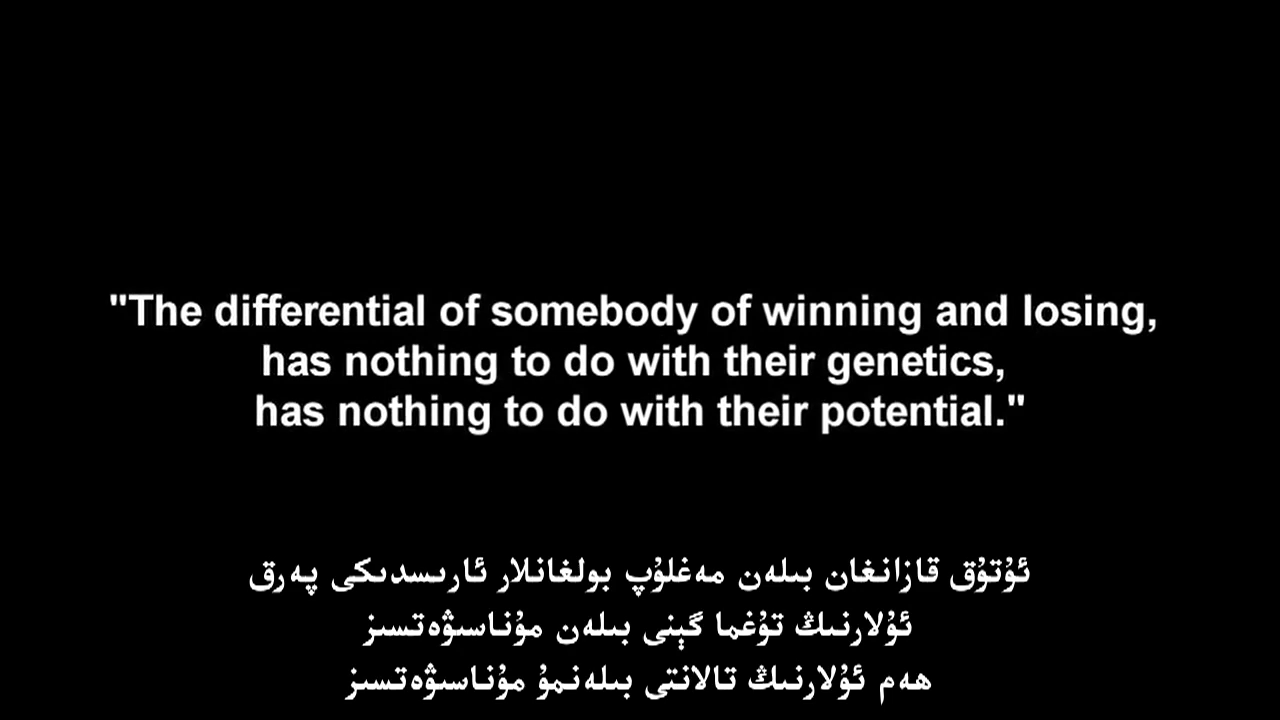 "The differential of somebody of winning and losing,
has nothing to do with their genetics,
has nothing to do with their potential."
ئۇتۇق قازانغان بىلەن مەغلۇپ بولغانلار ئارىسدىكى پەرق
ئۇلارنىڭ تۇغما گېنى بىلەن مۇناسىۋەتسىز
ھەم ئۇلارنىڭ تالانتى بىلەنمۇ مۇناسىۋەتسىز